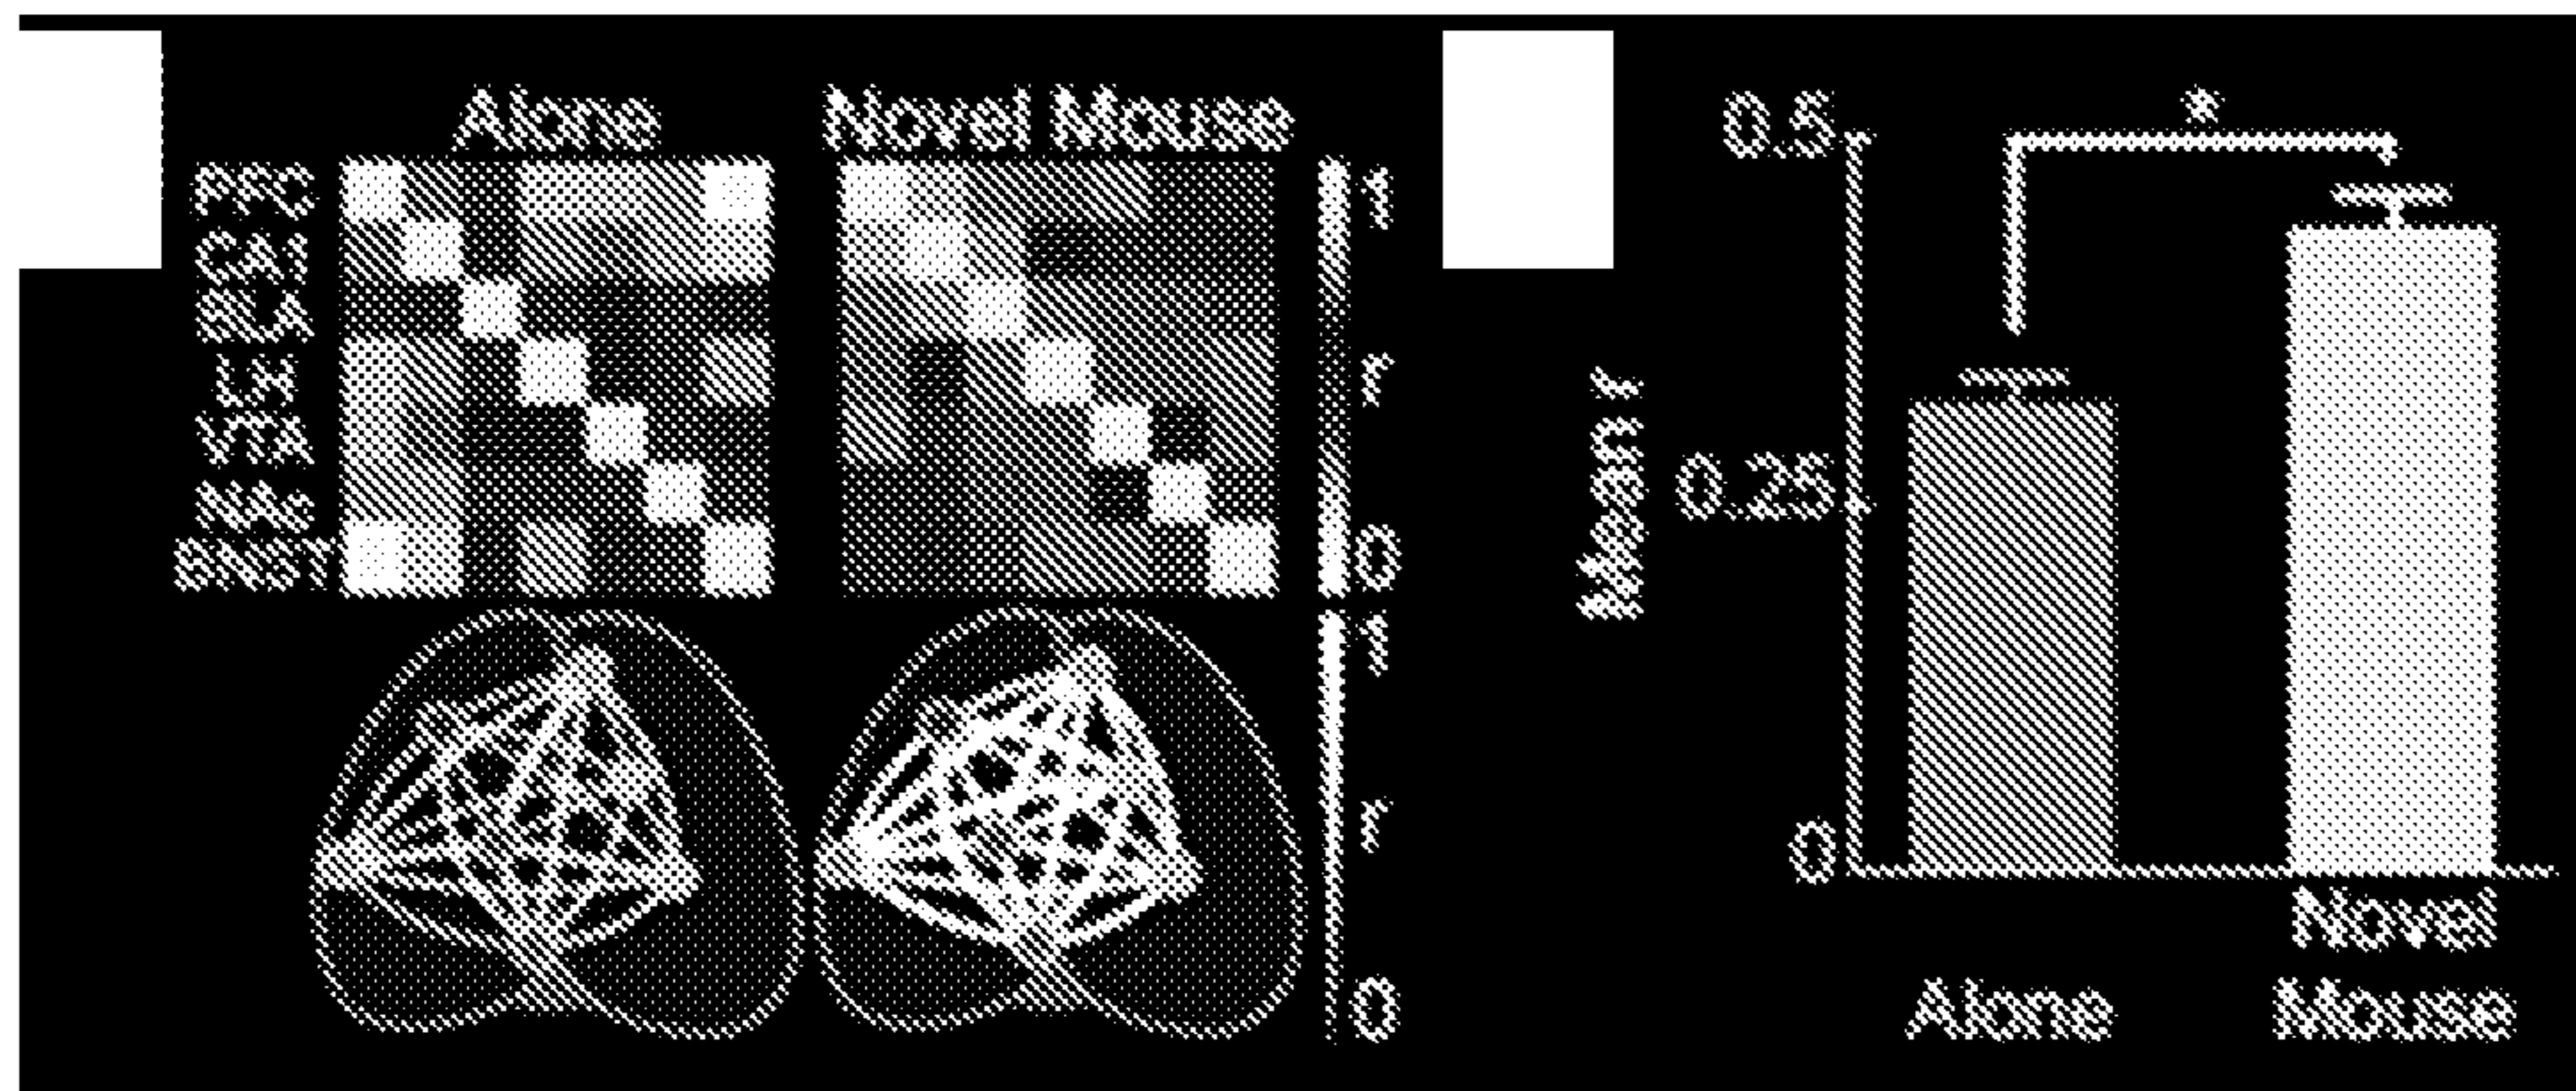 Alone
Novel Mouse
PFC
CA1
BLA
LH
VTA
NAc
BNST
1
r
0
1
r
0
Mean r
0.5
0.25
0
*
Alone
Novel
Mouse